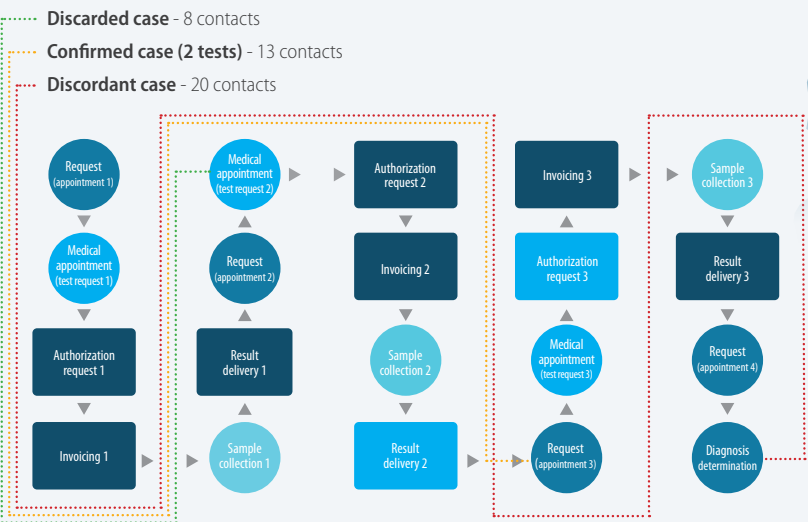 Discarded case - 8 contacts
Confirmed case (2 tests) - 13 contacts
Discordant case - 20 contacts
Request
(appointment 1)
Medical
appointment
(test request 1)
Authorization
request 1
Invoicing 1
Sample
collection 1
Result
delivery 1
Request
(appointment 2)
Medical
appointment
(test request 2)
Authorization
request 2
Invoicing 2
Sample
collection 2
Result
delivery 2
Request
(appointment 3)
Medical
appointment
(test request 3)
Authorization
request 3
Invoicing 3
Sample
collection 3
Result
delivery 3
Request
(appointment 4)
Diagnosis
determination